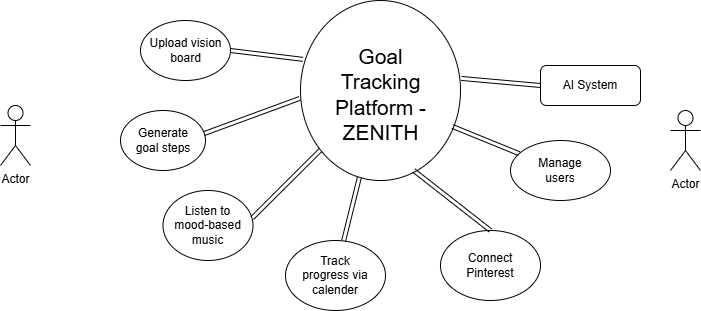 Upload vision
board
Goal
Tracking
Platform -
ZENITH
AI System
Generate
goal steps
Manage
users
Actor
Actor
Listen to
mood-based
music
Track
progress via
calender
Connect
Pinterest